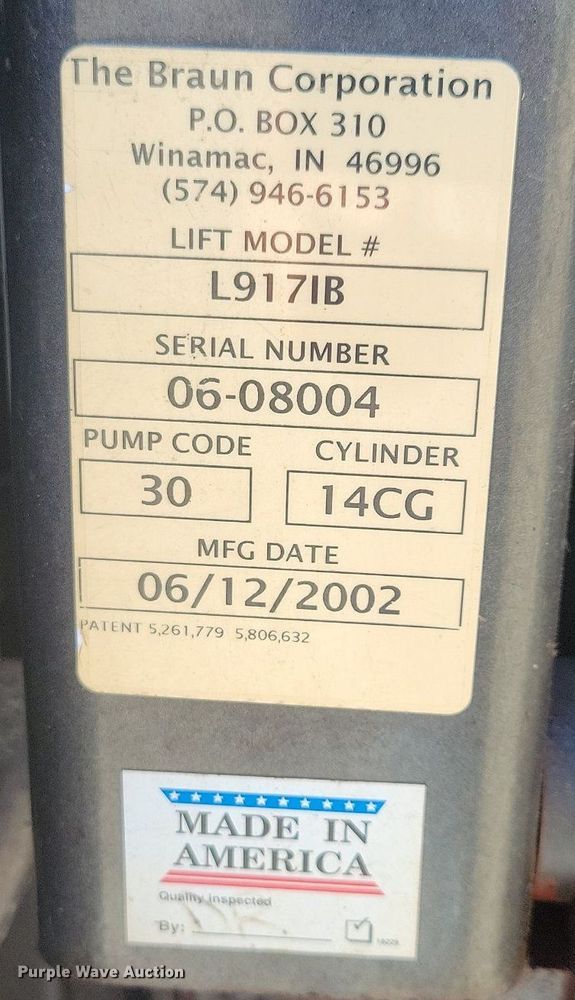 The Braun Corporation
P.O. BOX 310
Winamac, IN 46996
(574) 946-6153
LIFT MODEL #
L917IB
SERIAL NUMBER
06-08004
PUMP CODE CYLINDER
30 14CG
MFG DATE
06/12/2002
PATENT 5,261,779 5,806,632
MADE IN
AMERICA
Quality Inspected
By:
Purple Wave Auction